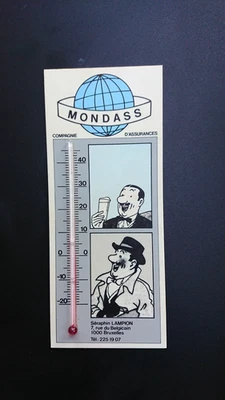 MONDASS
COMPAGNIE D'ASSURANCES
40
30
20
10
0 0
-10
-20
Séraphin LAMPION
7, rue du Belgicain
1000 Bruxelles
Tél.: 225 19 07